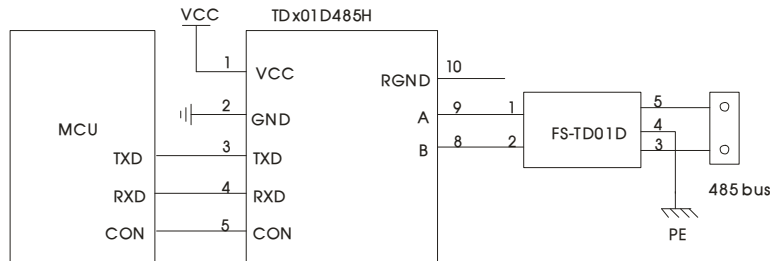 VCC
TDx01D485H
1
VCC
RGND
10
2
GND
A
9
1
5
MCU
FS-TD01D
4
B
8
2
3
TXD
3
TXD
RXD
4
RXD
485 bus
CON
5
CON
PE